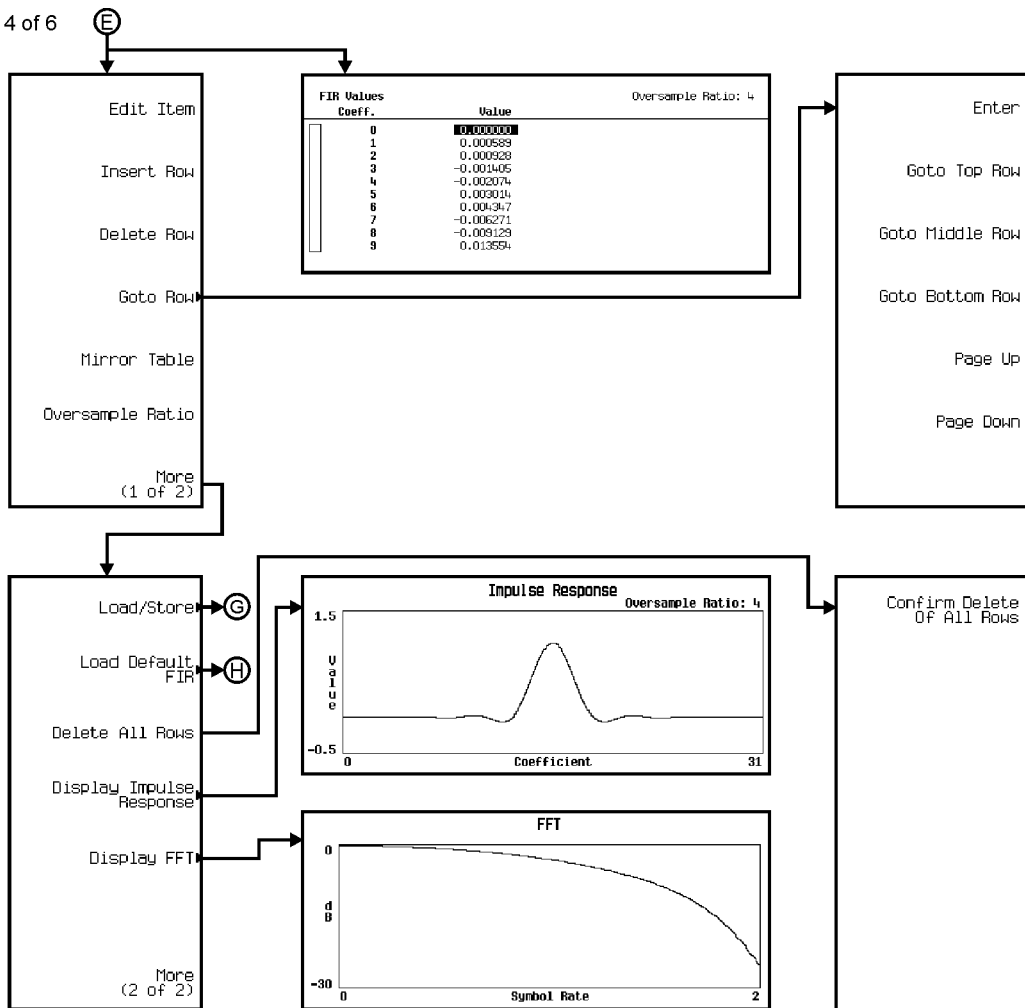 4 of 6
E
Edit Item
Insert Row
Delete Row
Goto Row
Mirror Table
Oversample Ratio
More
(1 of 2)
FIR Values
Oversample Ratio: 4
Coeff. Value
0 0.000000
1 0.000589
2 0.000928
3 -0.001405
4 -0.002074
5 0.003014
6 0.004347
7 -0.006271
8 -0.009129
9 0.013554
Enter
Goto Top Row
Goto Middle Row
Goto Bottom Row
Page Up
Page Down
Load/Store
G
Load Default
FIR
H
Delete All Rows
Display Impulse
Response
Display FFT
More
(2 of 2)
Impulse Response
Oversample Ratio: 4
1.5
Value
-0.5
0 Coefficient 31
FFT
0
dB
-30
0 Symbol Rate 2
Confirm Delete
Of All Rows